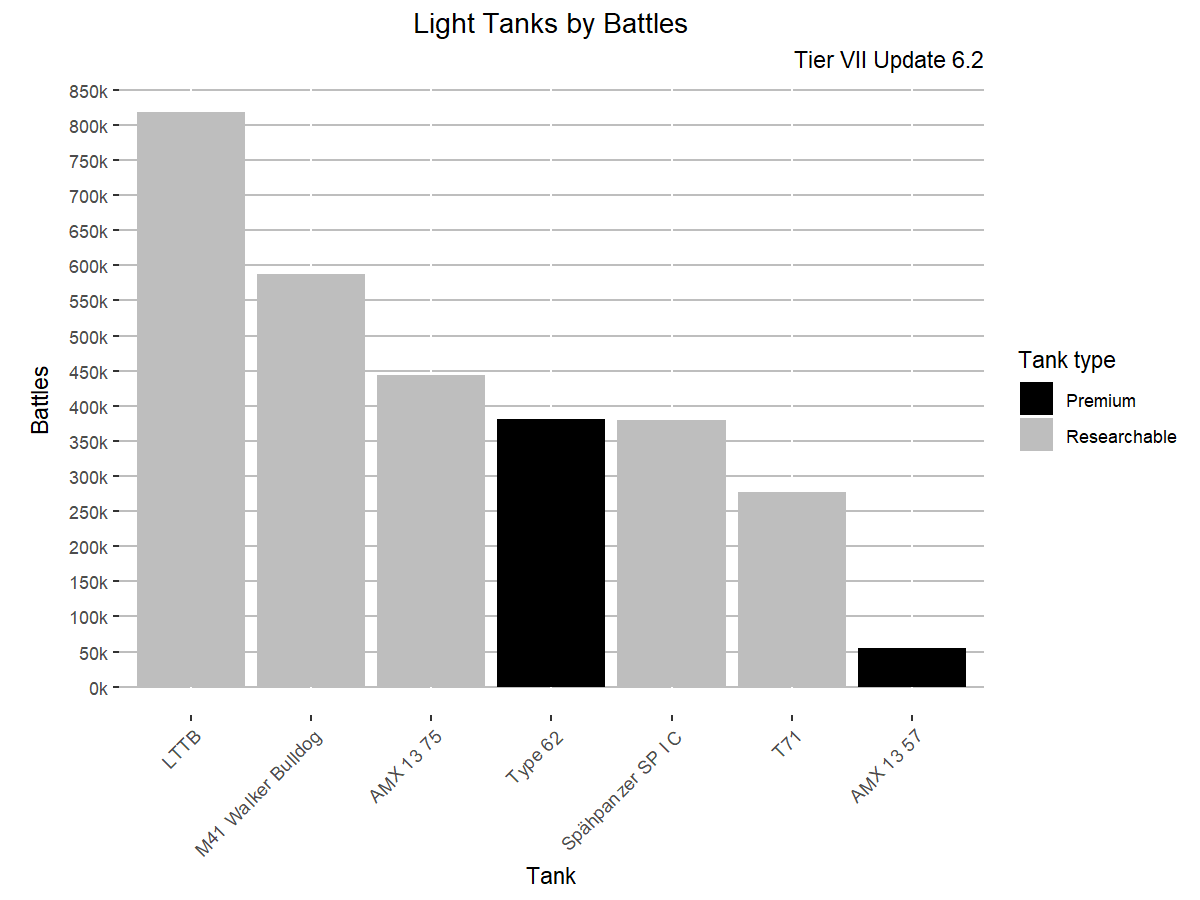 Light Tanks by Battles
Tier VII Update 6.2
850k
800k
750k
700k
650k
600k
550k
500k
450k
400k
350k
300k
250k
200k
150k
100k
50k
0k
Battles
LTTB
M41 Walker Bulldog
AMX 13 75
Type 62
Spähpanzer SP I C
T71
AMX 13 57
Tank
Tank type
Premium
Researchable